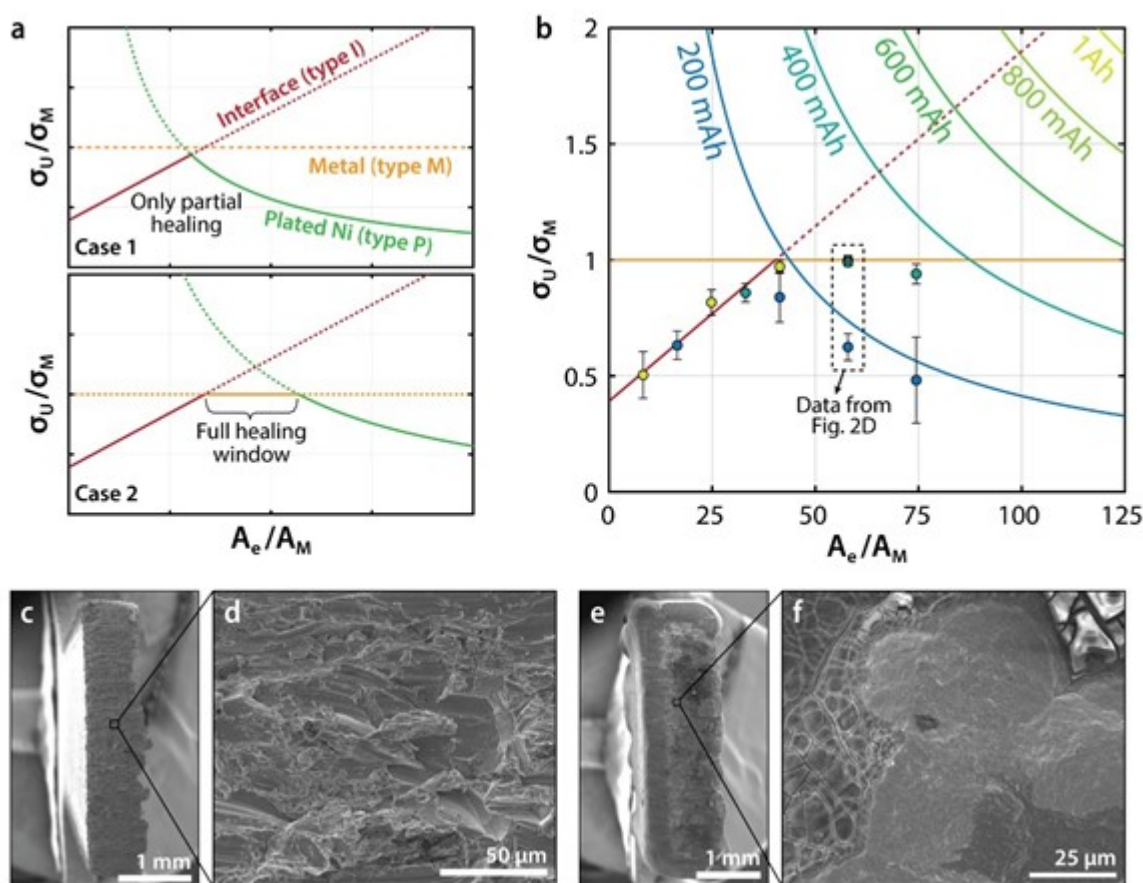 a
σU/σM
Interface (type I)
Metal (type M)
Only partial
healing
Plated Ni (type P)
Case 1
σU/σM
Full healing
window
Case 2
Ae/AM
b
2
1.5
1
0.5
0
σU/σM
200 mAh
400 mAh
600 mAh
800 mAh
1Ah
Data from
Fig. 2D
0 25 50 75 100 125
Ae/AM
c
1 mm
d
50 μm
e
1 mm
f
25 μm